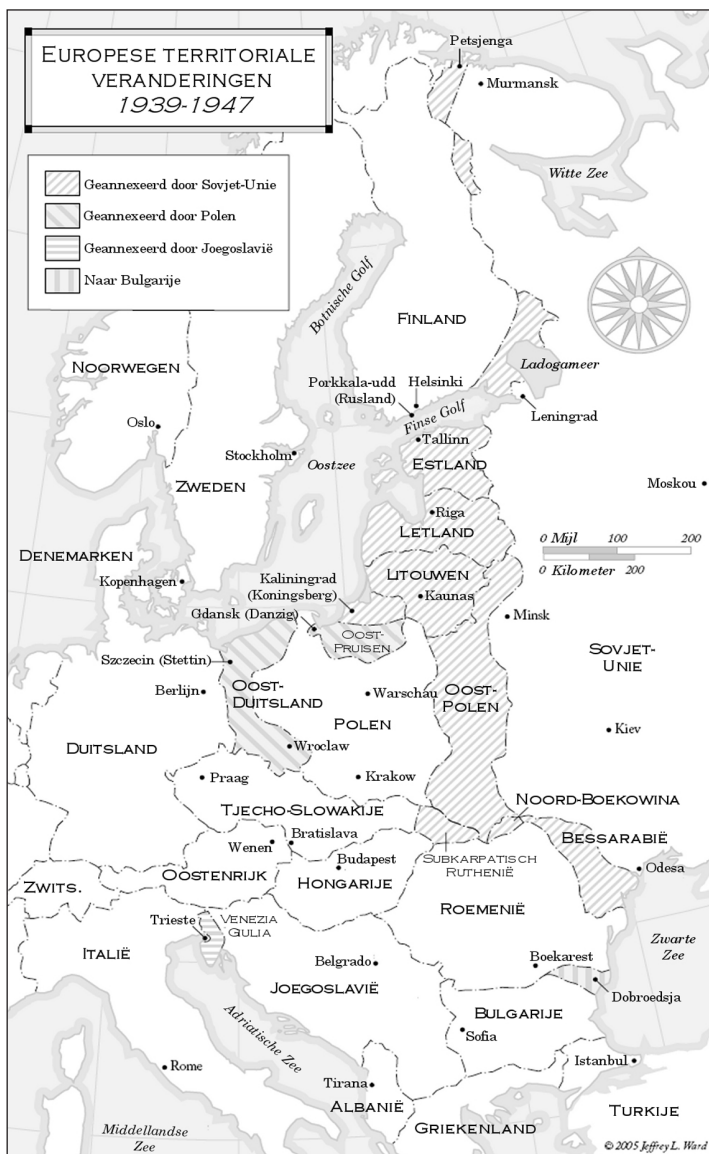 EUROPESE TERRITORIALE
VERANDERINGEN
1939-1947
Geannexeerd door Sovjet-Unie
Geannexeerd door Polen
Geannexeerd door Joegoslavië
Naar Bulgarije
Petsjenga
Murmansk
Witte Zee
Botnische Golf
FINLAND
NOORWEGEN
Ladogameer
Porkkala-udd
(Rusland)
Helsinki
Finse Golf
Leningrad
Oslo
Tallinn
Stockholm
Oostzee
ESTLAND
Moskou
ZWEDEN
Riga
LETLAND
0 Mijl 100 200
0 Kilometer 200
DENEMARKEN
Kopenhagen
LITOUWEN
Kaliningrad
(Koningsberg)
Kaunas
Gdansk (Danzig)
Minsk
OOST-
PRUISEN
SOVJET-
UNIE
Szczecin (Stettin)
Berlijn
OOST-
DUITSLAND
Warschau
OOST-
POLEN
POLEN
Kiev
DUITSLAND
Wroclaw
Praag
Krakow
TJECHO-SLOWAKIJE
NOORD-BOEKOWINA
Wenen
Bratislava
BESSARABIË
Budapest
SUBKARPATISCH
RUTHENIË
Odesa
ZWITS.
OOSTENRIJK
HONGARIJE
ROEMENIË
Trieste
VENEZIA
GIULIA
ITALIË
Zwarte
Zee
Belgrado
Boekarest
JOEGOSLAVIË
Dobroedsja
BULGARIJE
Sofia
Adriatische Zee
Rome
Istanbul
Tirana
ALBANIË
TURKIJE
GRIEKENLAND
Middellandse
Zee
© 2005 Jeffrey L. Ward